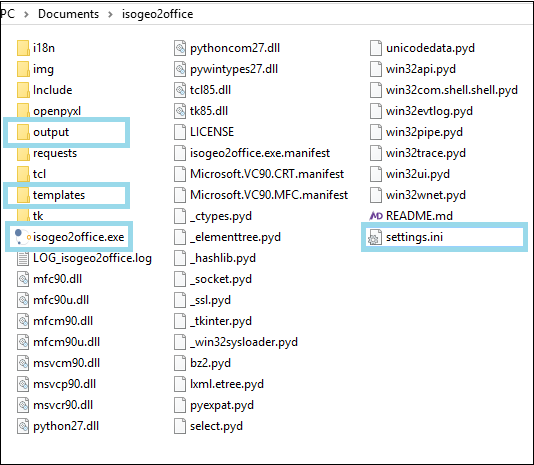 PC > Documents > isogeo2office
i18n
img
Include
openpyxl
output
requests
tcl
templates
tk
isogeo2office.exe
LOG_isogeo2office.log
mfc90.dll
mfc90u.dll
mfcm90.dll
mfcm90u.dll
msvcm90.dll
msvcp90.dll
msvcr90.dll
python27.dll
pythoncom27.dll
pywintypes27.dll
tcl85.dll
tk85.dll
LICENSE
isogeo2office.exe.manifest
Microsoft.VC90.CRT.manifest
Microsoft.VC90.MFC.manifest
_ctypes.pyd
_elementtree.pyd
_hashlib.pyd
_socket.pyd
_ssl.pyd
_tkinter.pyd
_win32sysloader.pyd
bz2.pyd
lxml.etree.pyd
pyexpat.pyd
select.pyd
unicodedata.pyd
win32api.pyd
win32com.shell.shell.pyd
win32evtlog.pyd
win32pipe.pyd
win32trace.pyd
win32ui.pyd
win32wnet.pyd
README.md
settings.ini